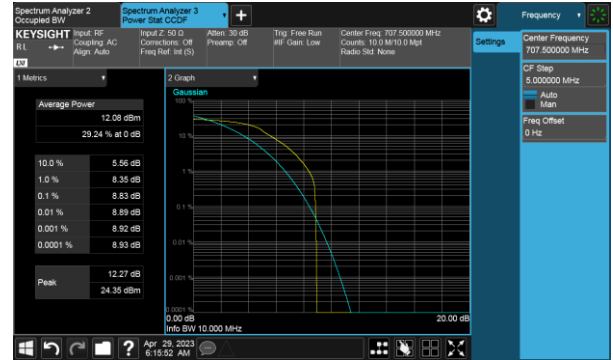 Spectrum Analyzer 2
Occupied BW
Spectrum Analyzer 3
Power Stat CCDF
Frequency
KEYSIGHT
RL
LXI
Input: RF
Coupling: AC
Align: Auto
Input Z: 50 Ω
Corrections: Off
Freq Ref: Int (S)
Atten: 30 dB
Preamp: Off
Trig: Free Run
#IF Gain: Low
Center Freq: 707.500000 MHz
Counts: 10.0 M/10.0 Mpt
Radio Std: None
Settings
Center Frequency
707.500000 MHz
CF Step
5.000000 MHz
Auto
Man
Freq Offset
0 Hz
1 Metrics
Average Power
12.08 dBm
29.24 % at 0 dB
10.0 % 5.56 dB
1.0 % 8.35 dB
0.1 % 8.83 dB
0.01 % 8.89 dB
0.001 % 8.92 dB
0.0001 % 8.93 dB
Peak
12.27 dB
24.35 dBm
2 Graph
Gaussian
100 %
10 %
1 %
0.1 %
0.01 %
0.001 %
0.0001 %
0.00 dB 20.00 dB
Info BW 10.000 MHz
?
Apr 29, 2023
6:15:52 AM